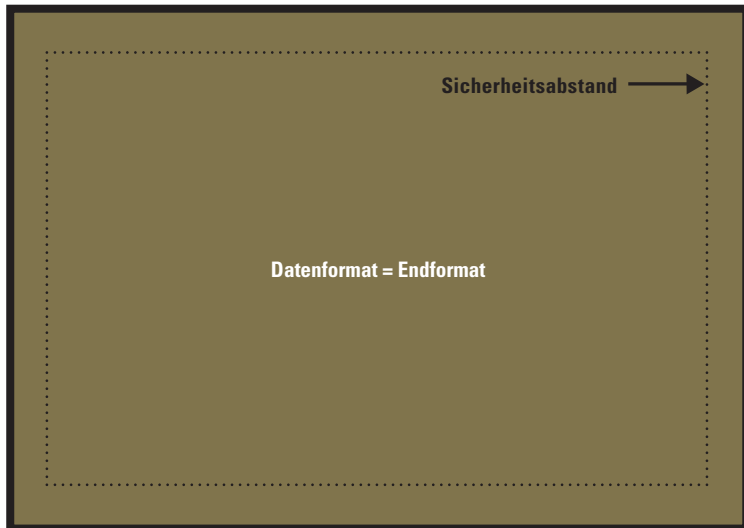 Sicherheitsabstand
Datenformat = Endformat